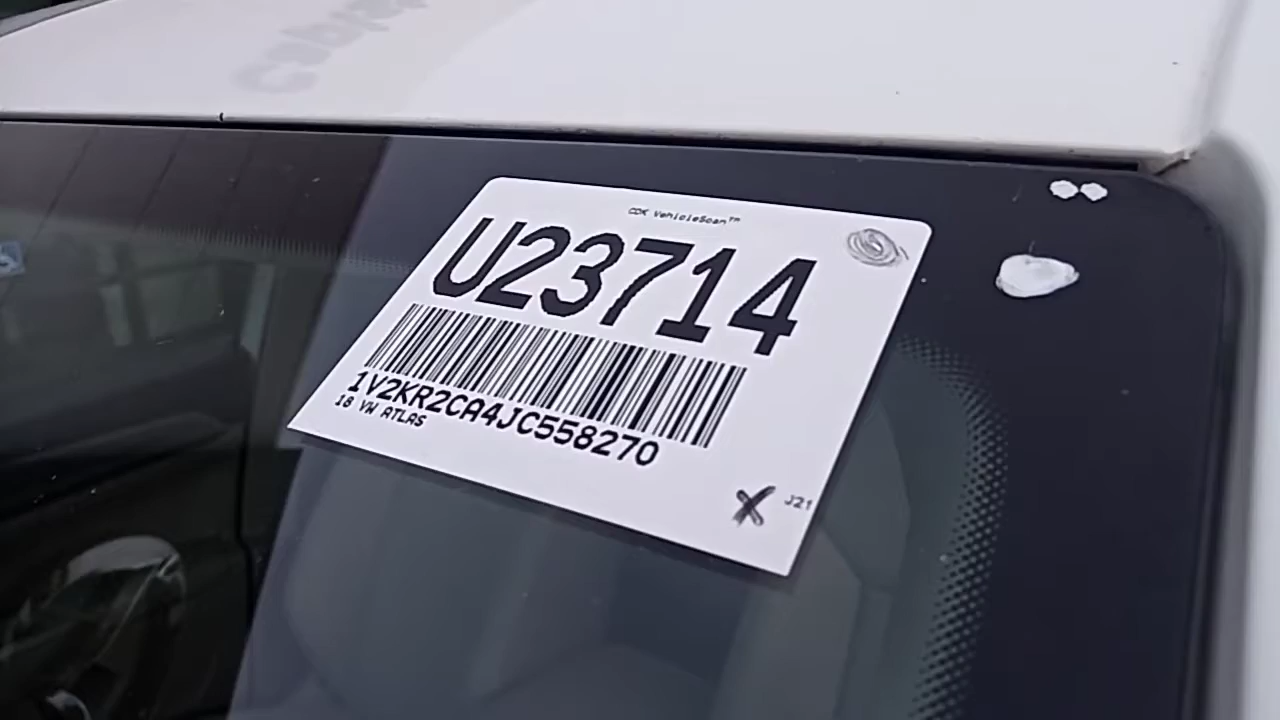 CDK VehicleScan™
U23714
1V2KR2CA4JC558270
18 VW ATLAS
X
J21